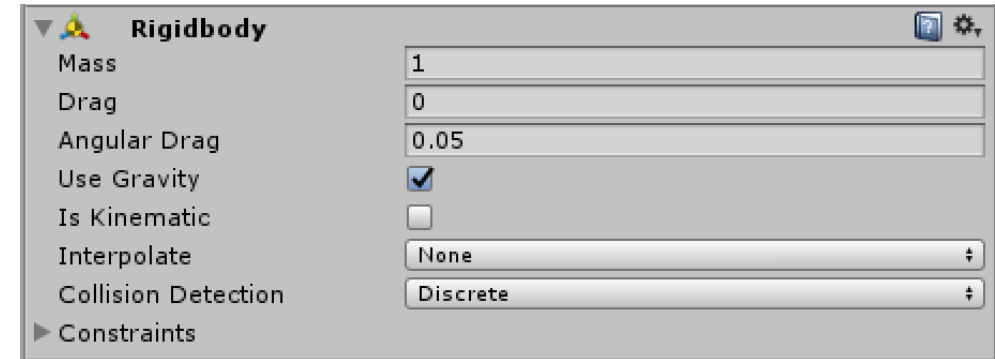 Rigidbody
Mass 1
Drag 0
Angular Drag 0.05
Use Gravity
Is Kinematic
Interpolate None
Collision Detection Discrete
Constraints